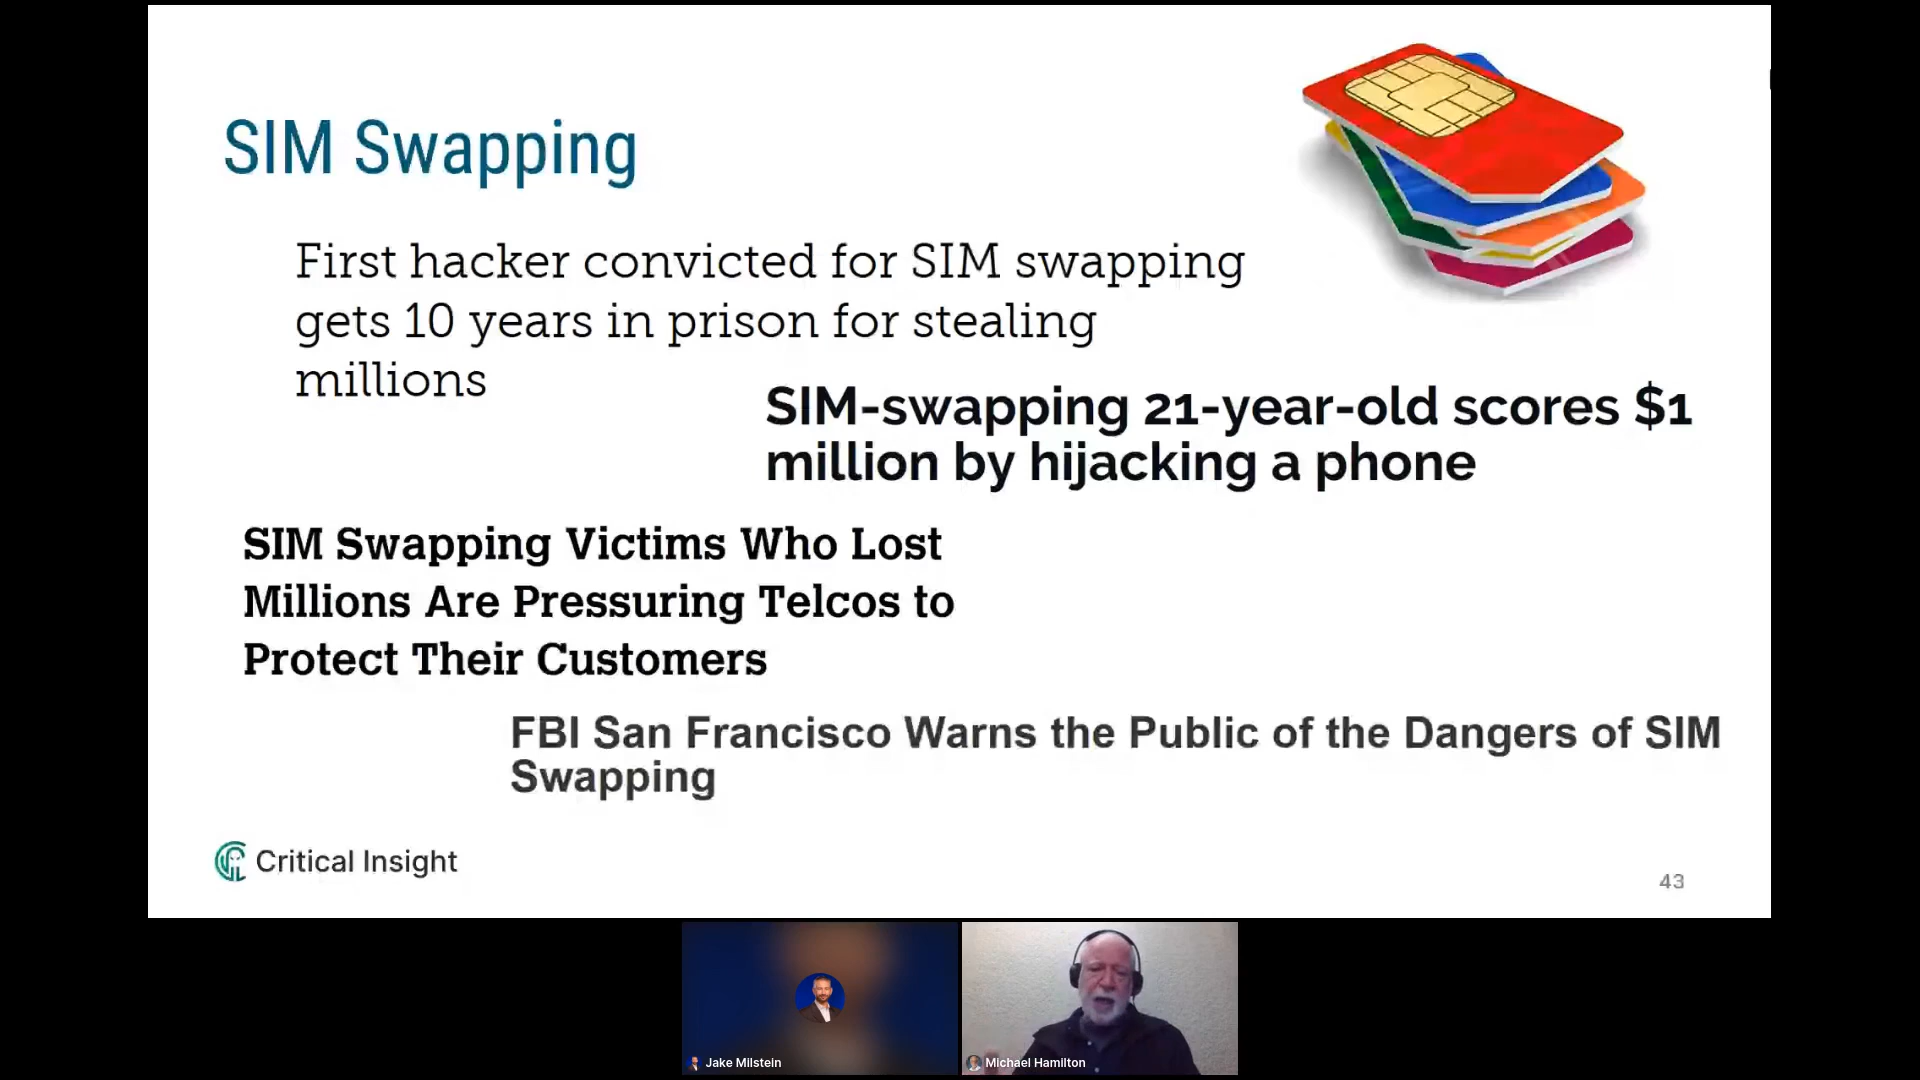 SIM Swapping
First hacker convicted for SIM swapping
gets 10 years in prison for stealing
millions
SIM-swapping 21-year-old scores $1
million by hijacking a phone
SIM Swapping Victims Who Lost
Millions Are Pressuring Telcos to
Protect Their Customers
FBI San Francisco Warns the Public of the Dangers of SIM
Swapping
Critical Insight
43
Jake Milstein
Michael Hamilton